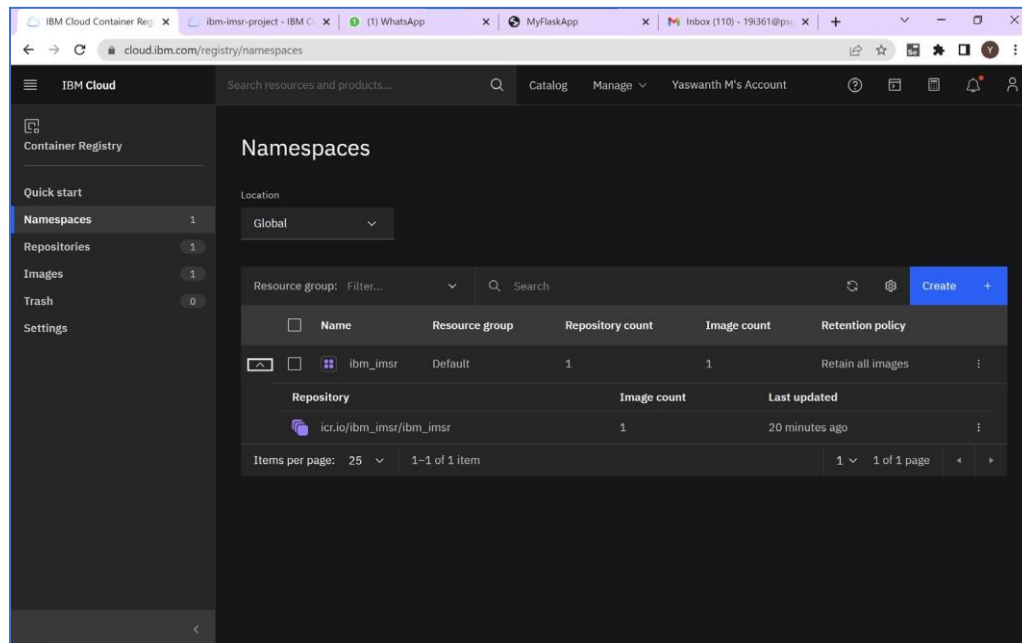 IBM Cloud Container Reg
ibm-imsr-project - IBM Cl
(1) WhatsApp
MyFlaskApp
Inbox (110) - 19i361@psg
cloud.ibm.com/registry/namespaces
Y
IBM Cloud
Search resources and products...
Catalog
Manage
Yaswanth M's Account
Container Registry
Quick start
Namespaces 1
Repositories 1
Images 1
Trash 0
Settings
Namespaces
Location
Global
Resource group: Filter...
Search
Create +
Name Resource group Repository count Image count Retention policy
ibm_imsr Default 1 1 Retain all images
Repository Image count Last updated
icr.io/ibm_imsr/ibm_imsr 1 20 minutes ago
Items per page: 25 1–1 of 1 item 1 1 of 1 page